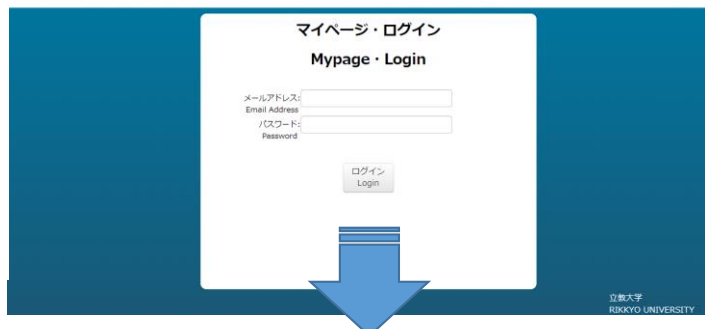 マイページ・ログイン
Mypage・Login
メールアドレス:
Email Address
パスワード:
Password
ログイン
Login
立教大学
RIKKYO UNIVERSITY